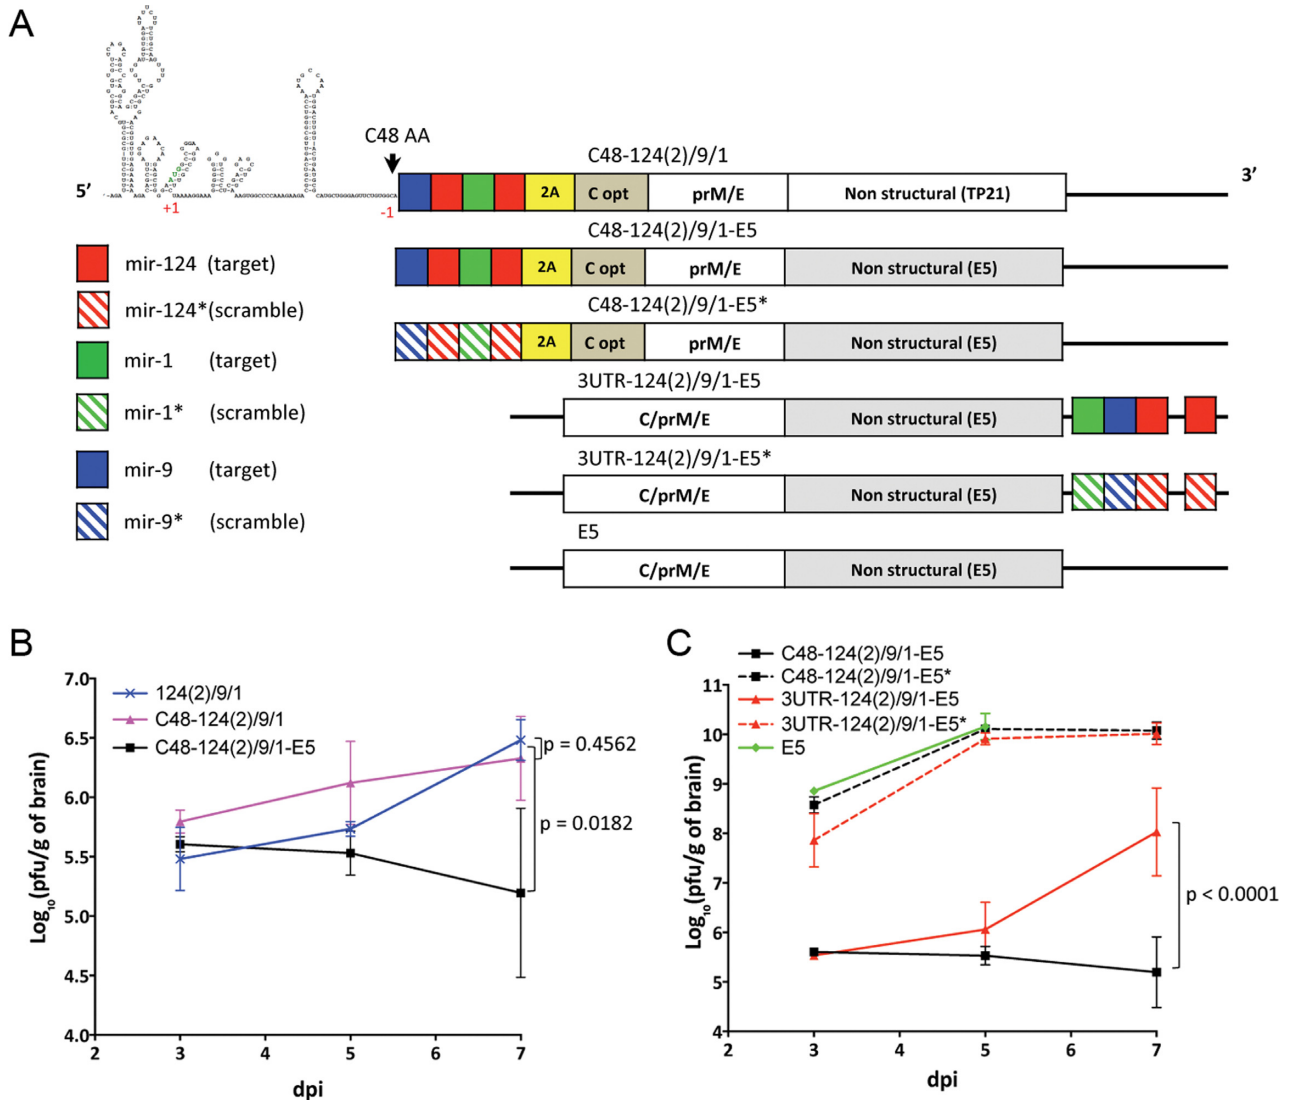 A
C48 AA
C48-124(2)/9/1
5’
+1
-1
2A
C opt
prM/E
Non structural (TP21)
3’
C48-124(2)/9/1-E5
2A
C opt
prM/E
Non structural (E5)
C48-124(2)/9/1-E5*
2A
C opt
prM/E
Non structural (E5)
3UTR-124(2)/9/1-E5
C/prM/E
Non structural (E5)
3UTR-124(2)/9/1-E5*
C/prM/E
Non structural (E5)
E5
C/prM/E
Non structural (E5)
mir-124 (target)
mir-124*(scramble)
mir-1 (target)
mir-1* (scramble)
mir-9 (target)
mir-9* (scramble)
B
124(2)/9/1
C48-124(2)/9/1
C48-124(2)/9/1-E5
7.0
6.5
6.0
5.5
5.0
4.5
4.0
Log10(pfu/g of brain)
p = 0.4562
p = 0.0182
2 3 4 5 6 7
dpi
C
C48-124(2)/9/1-E5
C48-124(2)/9/1-E5*
3UTR-124(2)/9/1-E5
3UTR-124(2)/9/1-E5*
E5
11
10
9
8
7
6
5
4
Log10(pfu/g of brain)
p < 0.0001
2 3 4 5 6 7
dpi